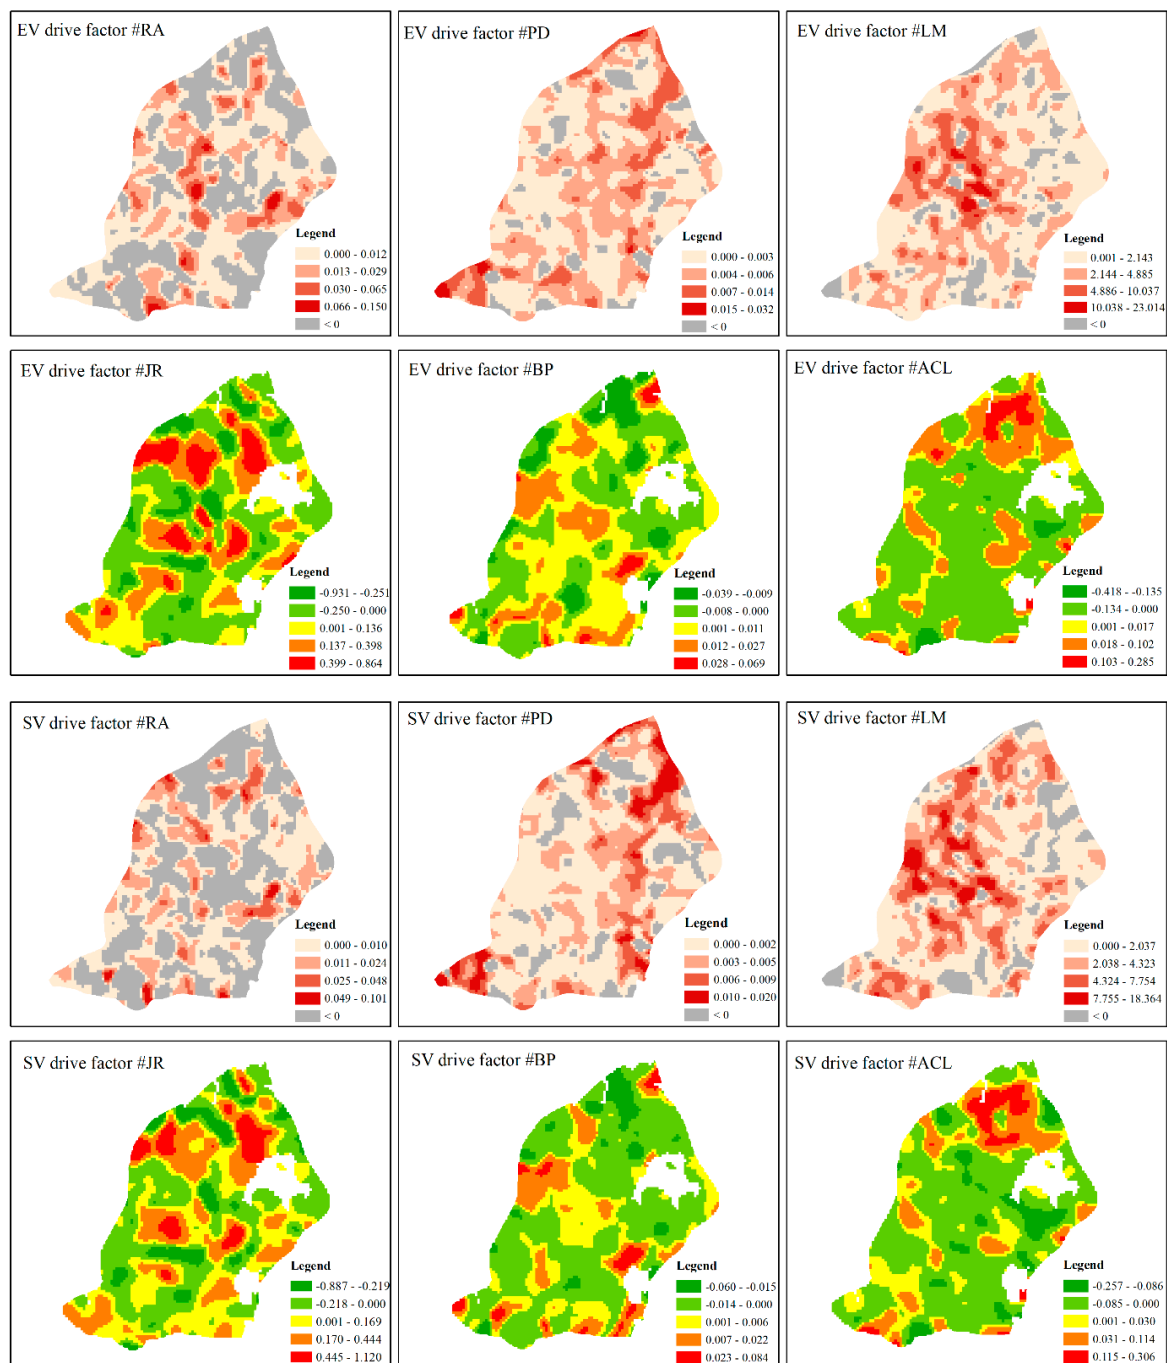 EV drive factor #RA
Legend
0.000 - 0.012
0.013 - 0.029
0.030 - 0.065
0.066 - 0.150
< 0
EV drive factor #PD
Legend
0.000 - 0.003
0.004 - 0.006
0.007 - 0.014
0.015 - 0.032
< 0
EV drive factor #LM
Legend
0.001 - 2.143
2.144 - 4.885
4.886 - 10.037
10.038 - 23.014
< 0
EV drive factor #JR
Legend
-0.931 - -0.251
-0.250 - 0.000
0.001 - 0.136
0.137 - 0.398
0.399 - 0.864
EV drive factor #BP
Legend
-0.039 - -0.009
-0.008 - 0.000
0.001 - 0.011
0.012 - 0.027
0.028 - 0.069
EV drive factor #ACL
Legend
-0.418 - -0.135
-0.134 - 0.000
0.001 - 0.017
0.018 - 0.102
0.103 - 0.285
SV drive factor #RA
Legend
0.000 - 0.010
0.011 - 0.024
0.025 - 0.048
0.049 - 0.101
< 0
SV drive factor #PD
Legend
0.000 - 0.002
0.003 - 0.005
0.006 - 0.009
0.010 - 0.020
< 0
SV drive factor #LM
Legend
0.000 - 2.037
2.038 - 4.323
4.324 - 7.754
7.755 - 18.364
< 0
SV drive factor #JR
Legend
-0.887 - -0.219
-0.218 - 0.000
0.001 - 0.169
0.170 - 0.444
0.445 - 1.120
SV drive factor #BP
Legend
-0.060 - -0.015
-0.014 - 0.000
0.001 - 0.006
0.007 - 0.022
0.023 - 0.084
SV drive factor #ACL
Legend
-0.257 - -0.086
-0.085 - 0.000
0.001 - 0.030
0.031 - 0.114
0.115 - 0.306